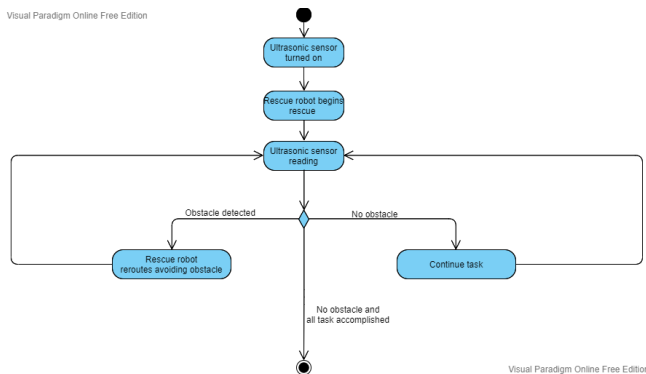 Visual Paradigm Online Free Edition
Ultrasonic sensor
turned on
Rescue robot begins
rescue
Ultrasonic sensor
reading
Obstacle detected
No obstacle
Rescue robot
reroutes avoiding obstacle
Continue task
No obstacle and
all task accomplished
Visual Paradigm Online Free Edition